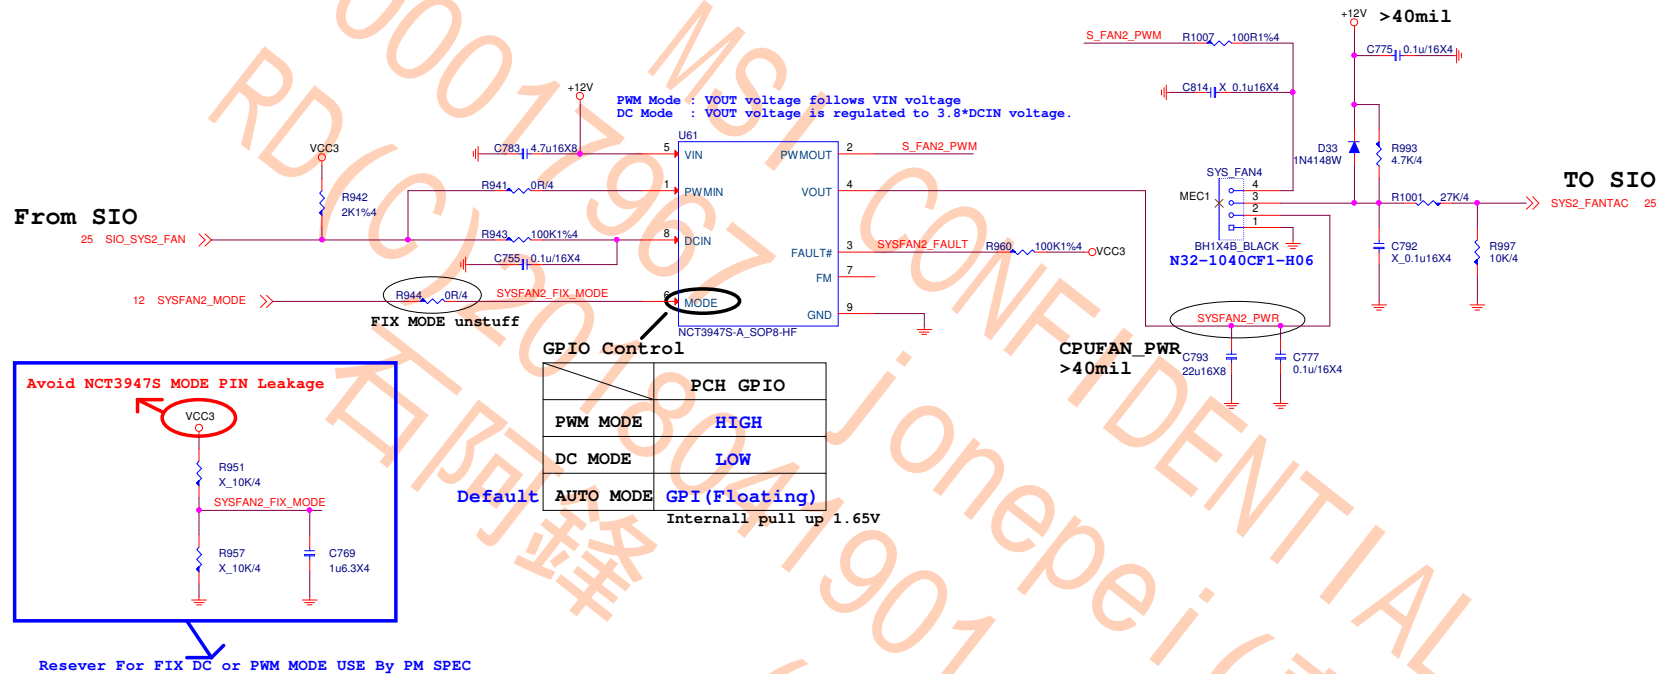 +12V >40mil
S_FAN2_PWM R1007 100R1%4
C775 0.1u/16X4
+12V
C814 X_0.1u16X4
PWM Mode : VOUT voltage follows VIN voltage
DC Mode : VOUT voltage is regulated to 3.8*DCIN voltage.
U61
VCC3
C783 4.7u16X8
5 VIN
PWMOUT 2
S_FAN2_PWM
D33
1N4148W
R993
4.7K/4
R941 0R/4
1 PWMIN
VOUT 4
SYS_FAN4
MEC1
4
3
2
1
R1001 27K/4
TO SIO
SYS2_FANTAC 25
R942
2K1%4
From SIO
25 SIO_SYS2_FAN
R943 100K1%4
8 DCIN
FAULT# 3
SYSFAN2_FAULT
R960 100K1%4
VCC3
BH1X4B_BLACK
N32-1040CF1-H06
C792
X_0.1u16X4
R997
10K/4
C755 0.1u/16X4
FM 7
12 SYSFAN2_MODE
R944 0R/4
SYSFAN2_FIX_MODE
6 MODE
GND 9
FIX MODE unstuff
NCT3947S-A_SOP8-HF
SYSFAN2_PWR
GPIO Control
CPUFAN_PWR
>40mil
C793
22u16X8
C777
0.1u/16X4
PCH GPIO
PWM MODE HIGH
DC MODE LOW
Default AUTO MODE GPI(Floating)
Internall pull up 1.65V
Avoid NCT3947S MODE PIN Leakage
VCC3
R951
X_10K/4
SYSFAN2_FIX_MODE
R957
X_10K/4
C769
1u6.3X4
Resever For FIX DC or PWM MODE USE By PM SPEC
MSI CONFIDENTIAL
00017967 jonepei(
RD(C)2018041901
石阿鋒